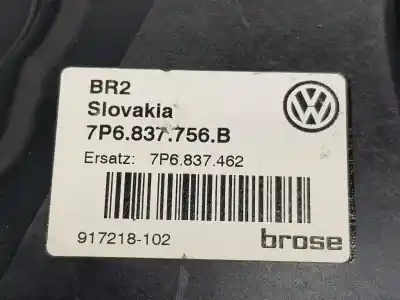 BR2
Slovakia
7P6.837.756.B
Ersatz: 7P6.837.462
917218-102
brose